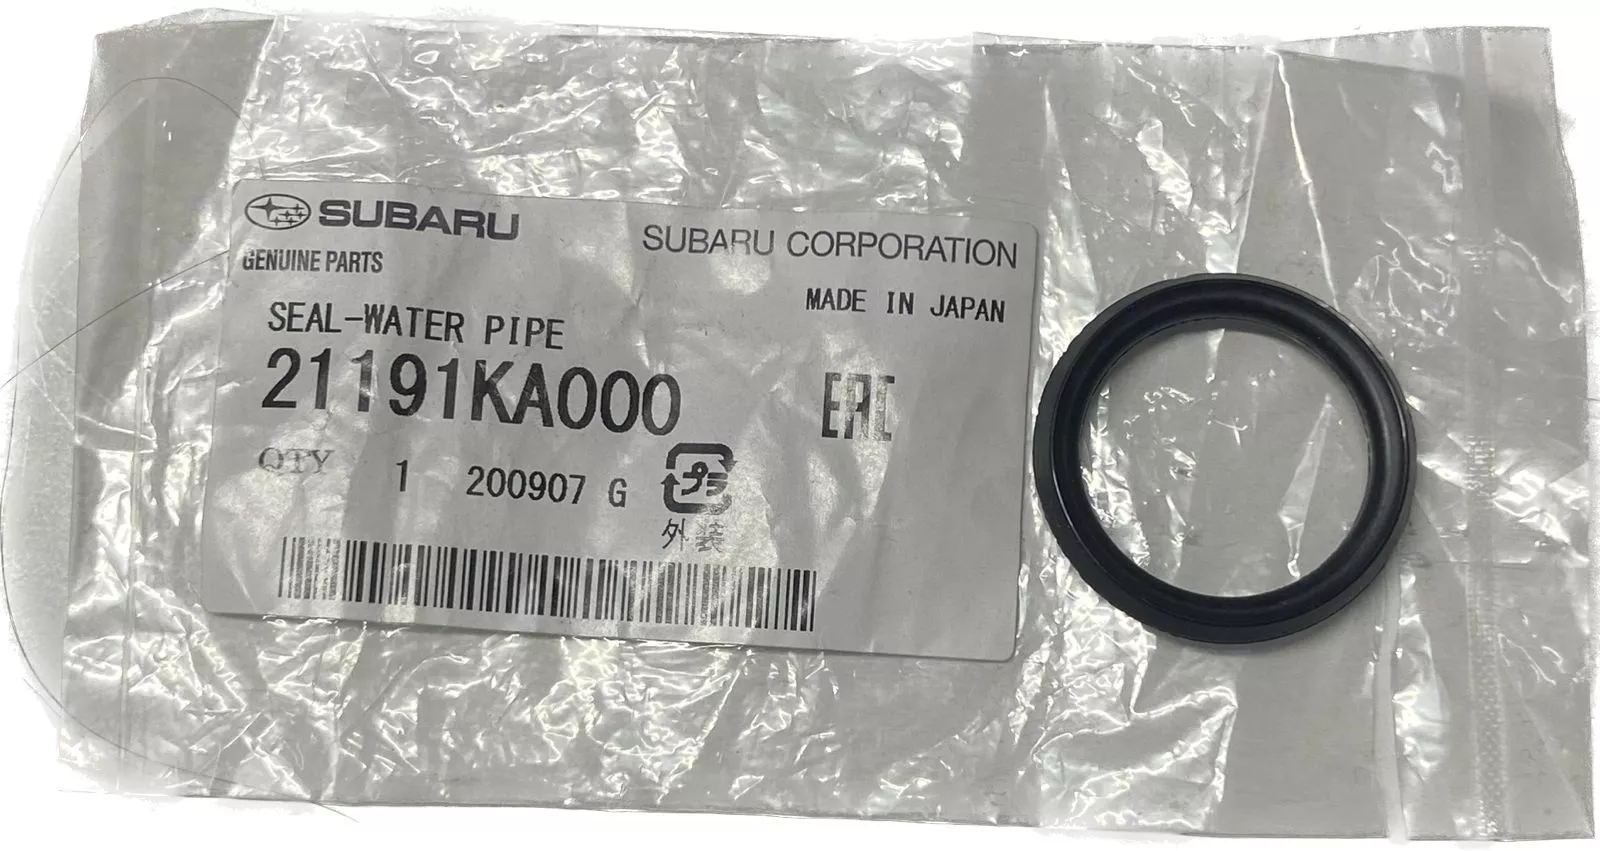 SUBARU
SUBARU CORPORATION
GENUINE PARTS
MADE IN JAPAN
SEAL-WATER PIPE
21191KA000
EAC
QTY 1 200907 G
プラ
外装